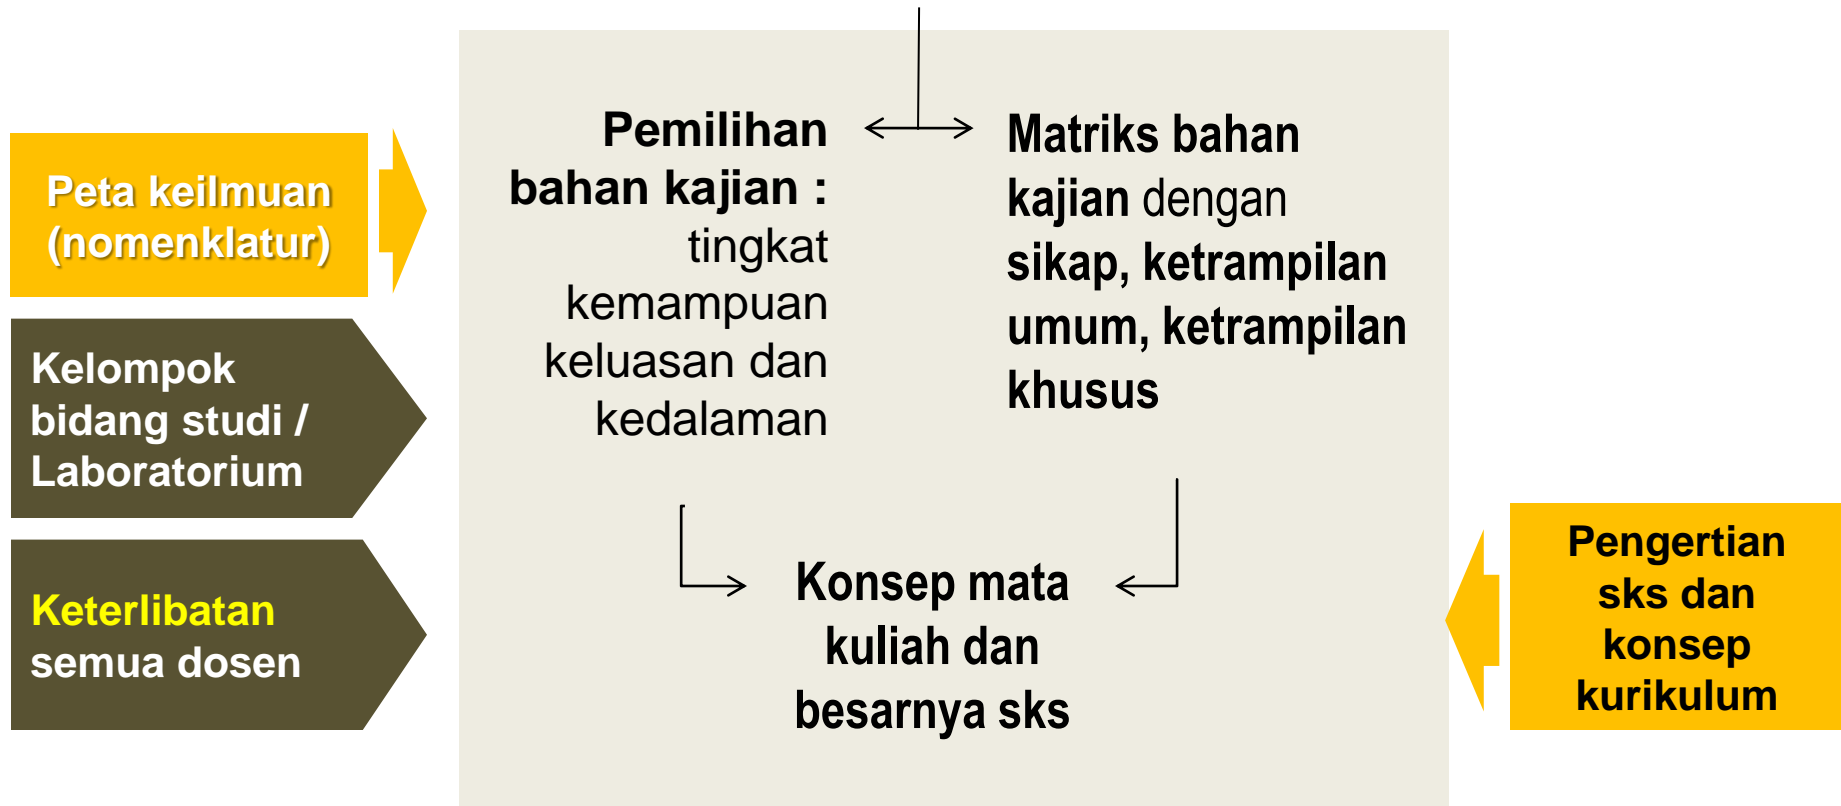 Peta keilmuan
(nomenklatur)
Kelompok
bidang studi /
Laboratorium
Keterlibatan
semua dosen
Pemilihan
bahan kajian :
tingkat
kemampuan
keluasan dan
kedalaman
Matriks bahan
kajian dengan
sikap, ketrampilan
umum, ketrampilan
khusus
Konsep mata
kuliah dan
besarnya sks
Pengertian
sks dan
konsep
kurikulum